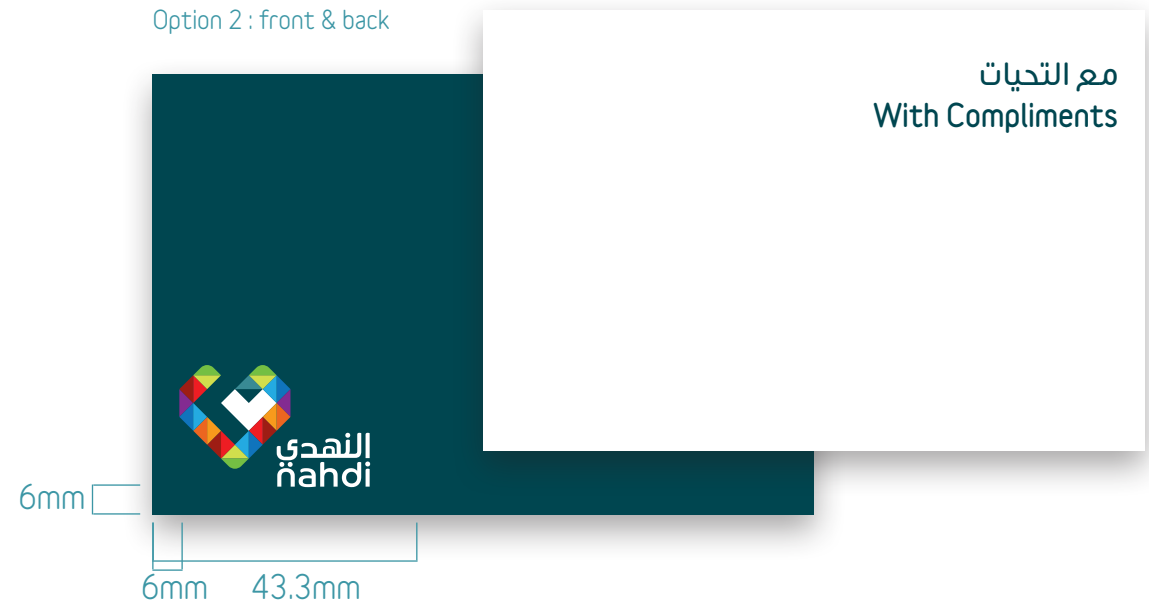 Option 2 : front & back
مع التحيات
With Compliments
النهدي
nahdi
6mm
6mm
43.3mm